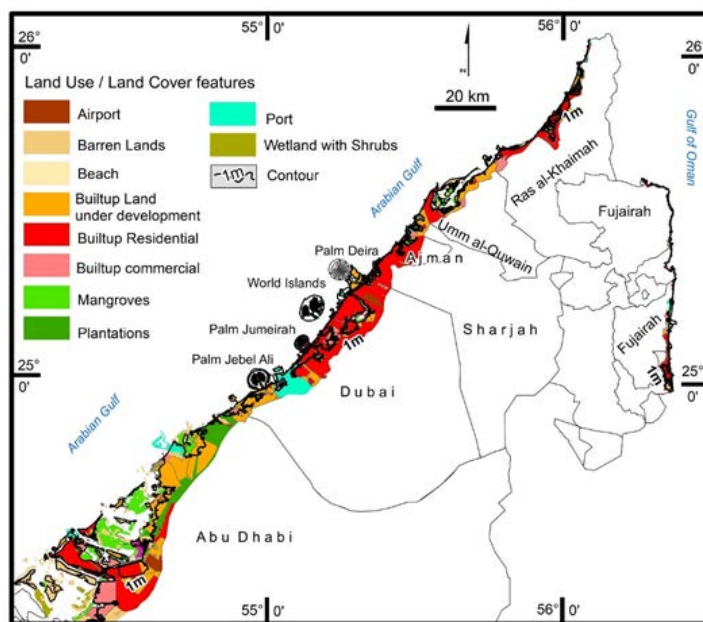 55° 0'
56° 0'
26°
0'
26°
0'
Land Use / Land Cover features
Airport
Barren Lands
Beach
Builtup Land
under development
Builtup Residential
Builtup commercial
Mangroves
Plantations
Port
Wetland with Shrubs
-1m Contour
z
20 km
1m
Arabian Gulf
Gulf of Oman
Ras al-Khaimah
Fujairah
Umm al-Quwain
Ajman
Palm Deira
World Islands
Palm Jumeirah
Palm Jebel Ali
Sharjah
Fujairah
1m
1m
Dubai
25°
0'
25°
0'
Arabian Gulf
Abu Dhabi
1m
55° 0'
56° 0'